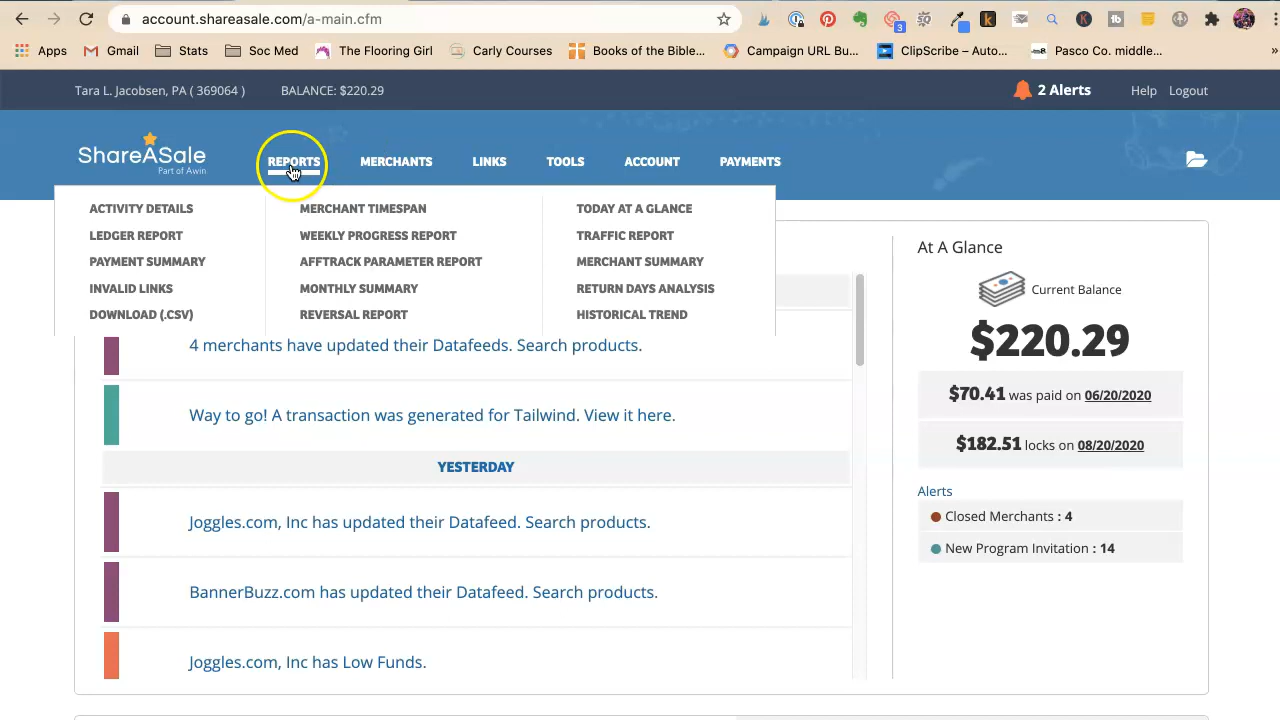 account.shareasale.com/a-main.cfm
3
Apps Gmail Stats Soc Med The Flooring Girl Carly Courses Books of the Bible... Campaign URL Bu... ClipScribe – Auto... Pasco Co. middle... »
Tara L. Jacobsen, PA ( 369064 ) BALANCE: $220.29 2 Alerts Help Logout
ShareASale
Part of Awin
REPORTS MERCHANTS LINKS TOOLS ACCOUNT PAYMENTS
ACTIVITY DETAILS MERCHANT TIMESPAN TODAY AT A GLANCE
LEDGER REPORT WEEKLY PROGRESS REPORT TRAFFIC REPORT
PAYMENT SUMMARY AFFTRACK PARAMETER REPORT MERCHANT SUMMARY
INVALID LINKS MONTHLY SUMMARY RETURN DAYS ANALYSIS
DOWNLOAD (.CSV) REVERSAL REPORT HISTORICAL TREND
4 merchants have updated their Datafeeds. Search products.
Way to go! A transaction was generated for Tailwind. View it here.
YESTERDAY
Joggles.com, Inc has updated their Datafeed. Search products.
BannerBuzz.com has updated their Datafeed. Search products.
Joggles.com, Inc has Low Funds.
At A Glance
Current Balance
$220.29
$70.41 was paid on 06/20/2020
$182.51 locks on 08/20/2020
Alerts
Closed Merchants : 4
New Program Invitation : 14